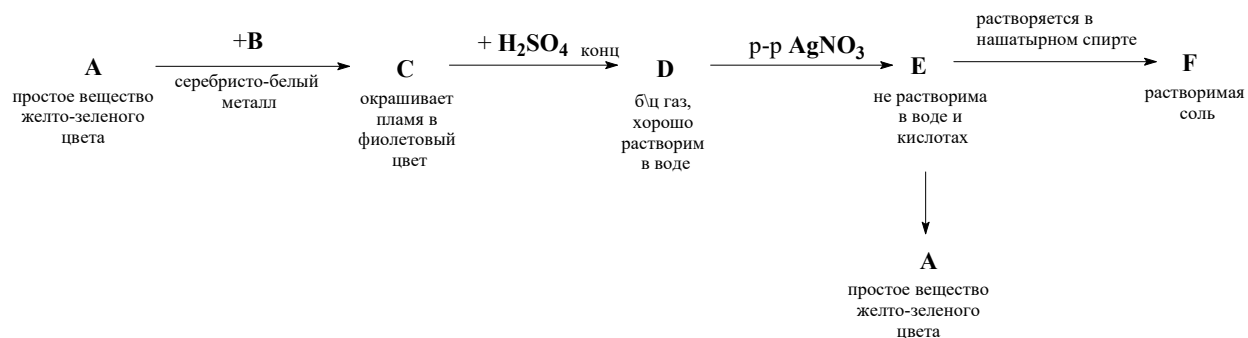 A
простое вещество
желто-зеленого
цвета
+B
серебристо-белый
металл
C
окрашивает
пламя в
фиолетовый
цвет
+ H₂SO₄ конц
D
б\ц газ,
хорошо
растворим
в воде
р-р AgNO₃
E
не растворима
в воде и
кислотах
растворяется в
нашатырном спирте
F
растворимая
соль
A
простое вещество
желто-зеленого
цвета